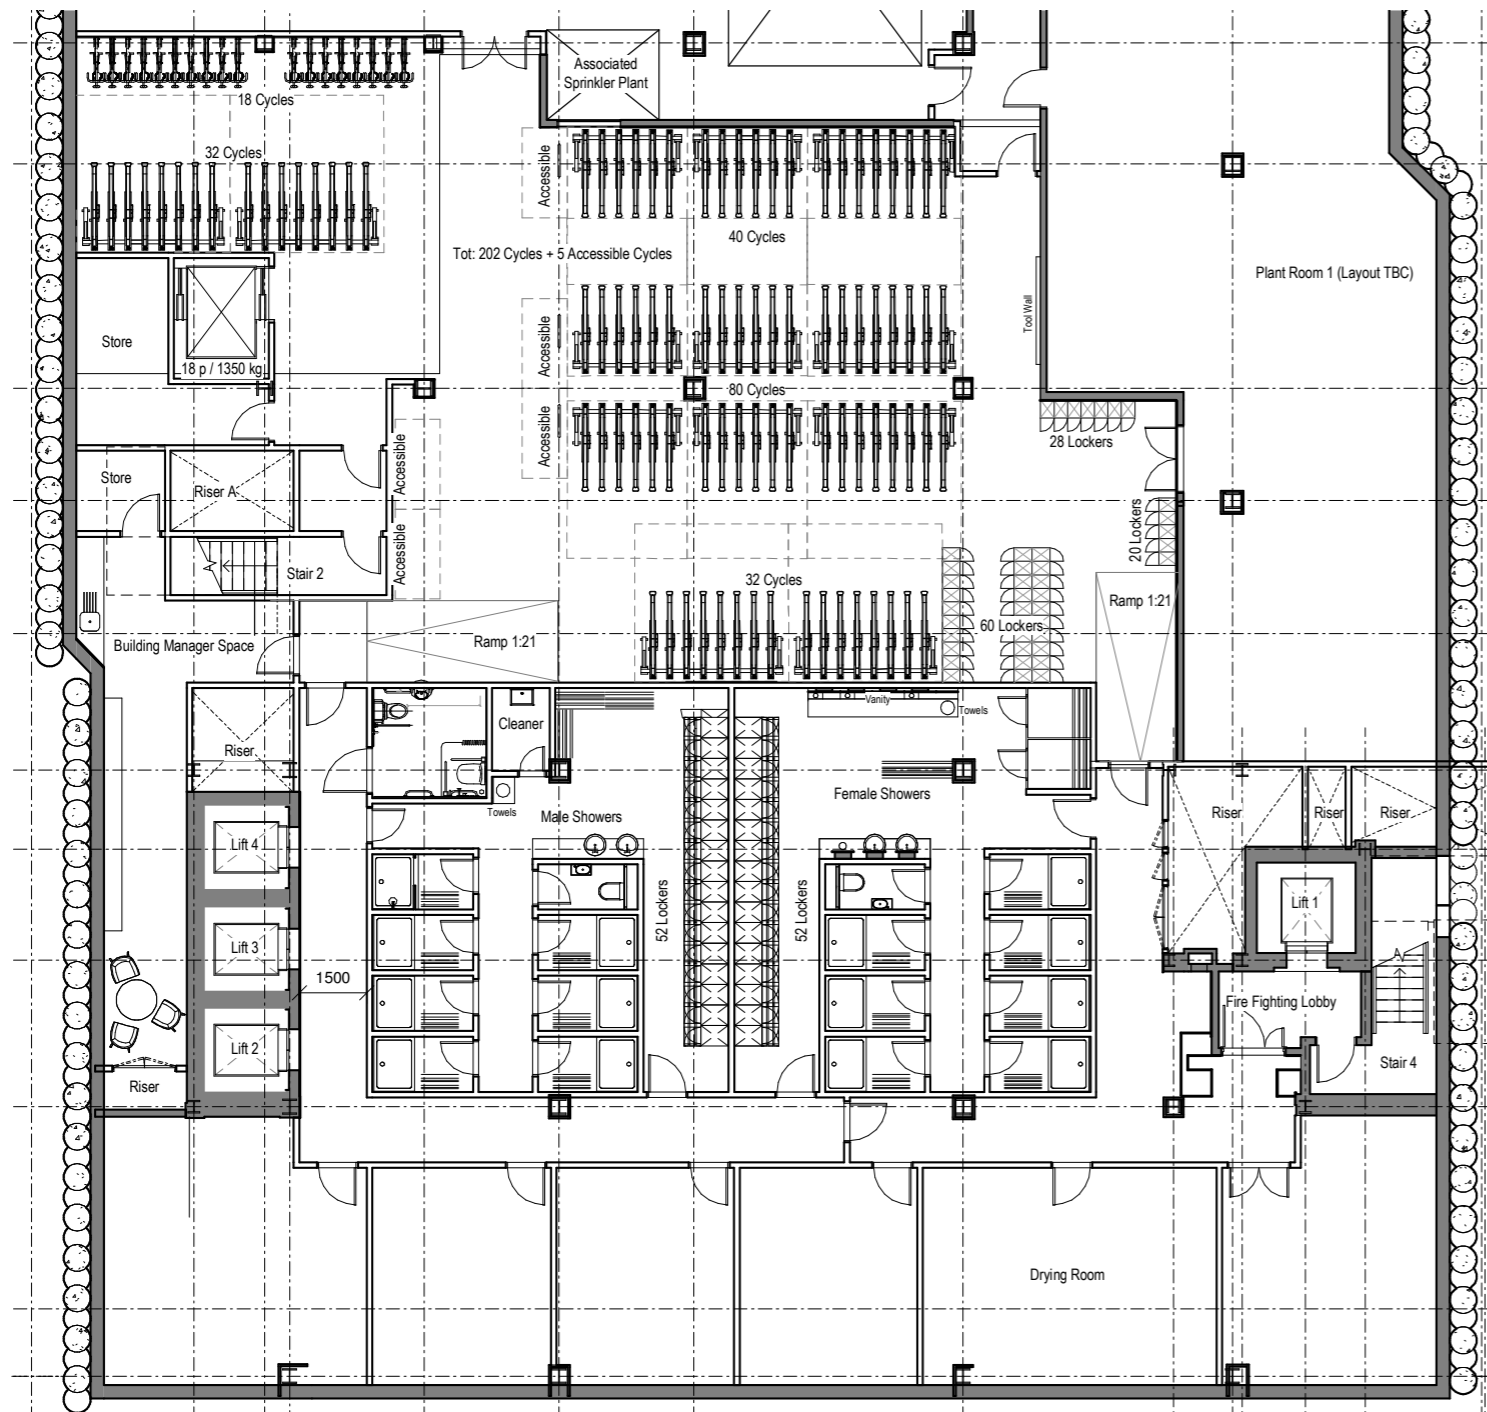 Associated
Sprinkler Plant
18 Cycles
32 Cycles
Accessible
40 Cycles
Tot: 202 Cycles + 5 Accessible Cycles
Plant Room 1 (Layout TBC)
Tool Wall
Store
18 p / 1350 kg
Accessible
80 Cycles
Accessible
28 Lockers
Accessible
Store
Riser A
20 Lockers
Accessible
Stair 2
32 Cycles
Ramp 1:21
60 Lockers
Ramp 1:21
Building Manager Space
Vanity
Towels
Cleaner
Riser
Female Showers
Towels
Male Showers
Riser
Riser
Riser
Lift 4
52 Lockers
52 Lockers
Lift 1
Lift 3
1500
Fire Fighting Lobby
Lift 2
Stair 4
Riser
Drying Room